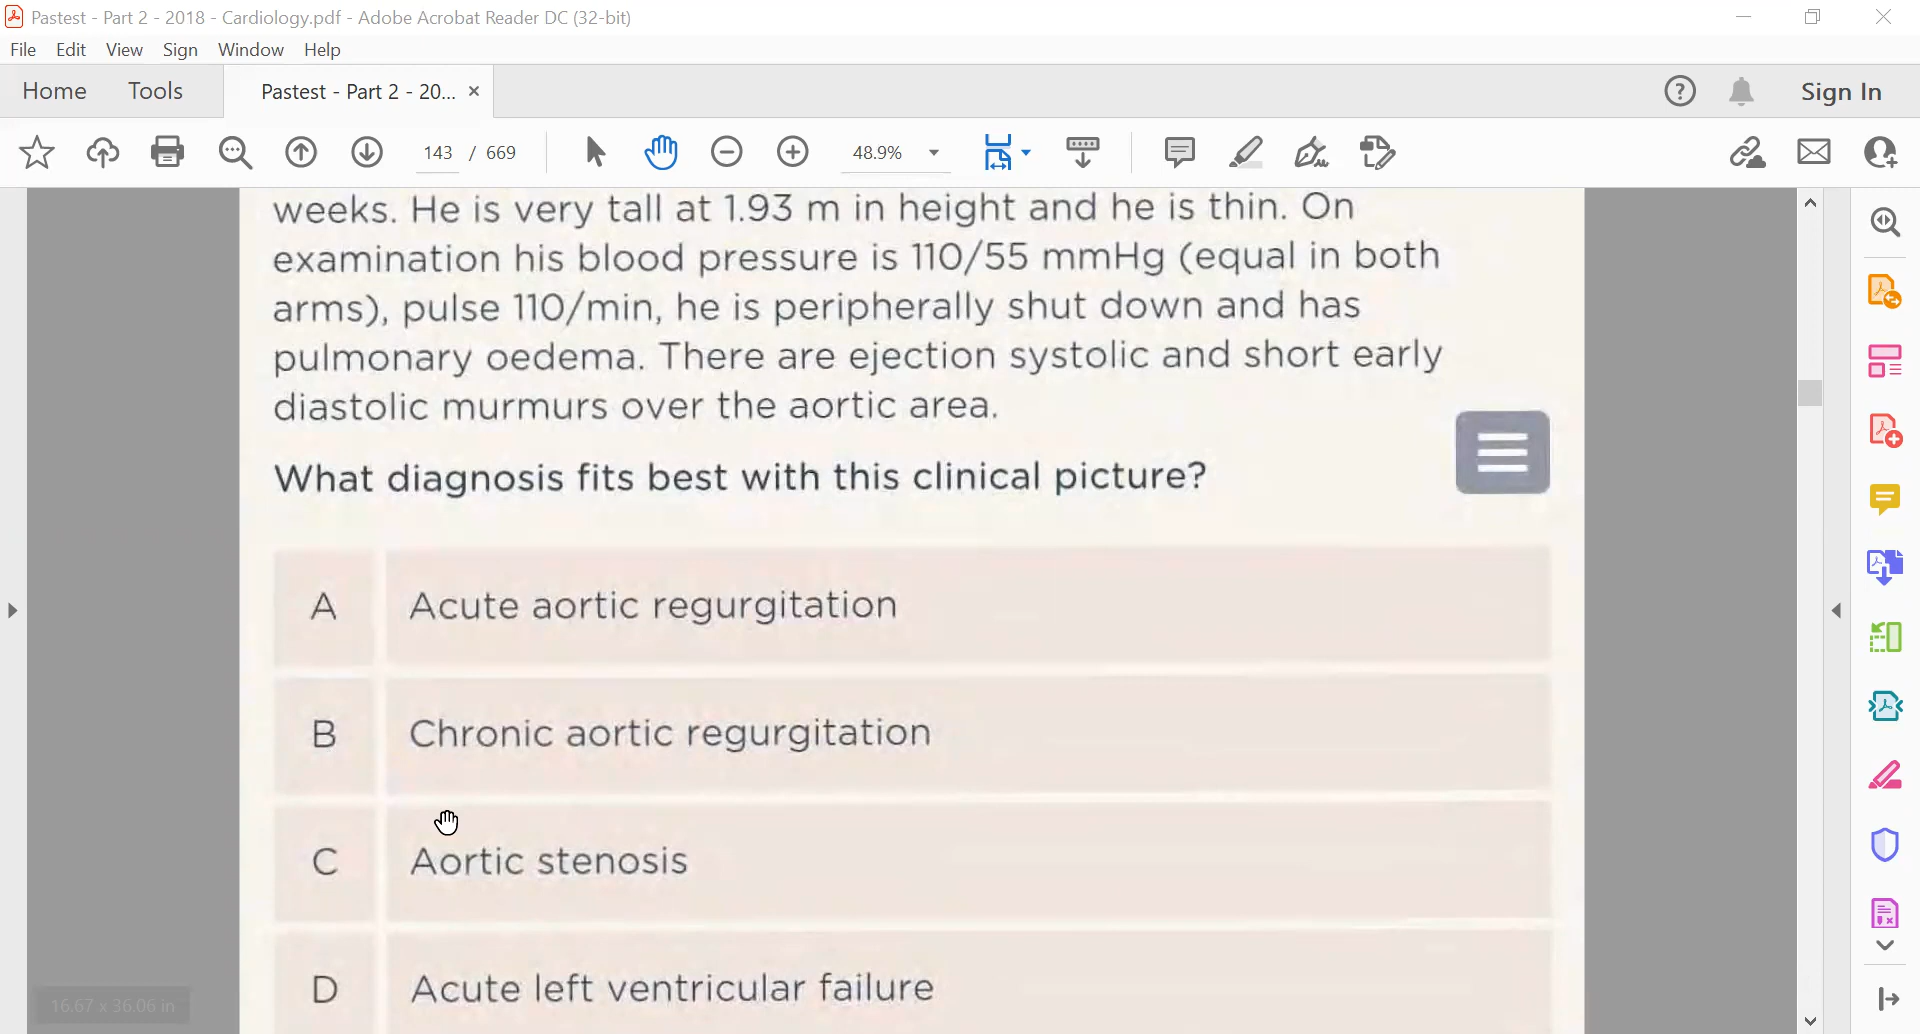 Pastest - Part 2 - 2018 - Cardiology.pdf - Adobe Acrobat Reader DC (32-bit)
File Edit View Sign Window Help
Home Tools Pastest - Part 2 - 20... × Sign In
143 / 669 48.9%
weeks. He is very tall at 1.93 m in height and he is thin. On
examination his blood pressure is 110/55 mmHg (equal in both
arms), pulse 110/min, he is peripherally shut down and has
pulmonary oedema. There are ejection systolic and short early
diastolic murmurs over the aortic area.
What diagnosis fits best with this clinical picture?
A Acute aortic regurgitation
B Chronic aortic regurgitation
C Aortic stenosis
D Acute left ventricular failure
16.67 x 36.06 in